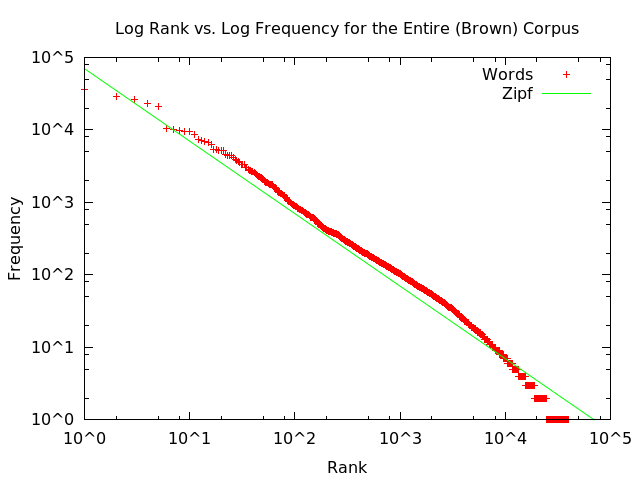 Log Rank vs. Log Frequency for the Entire (Brown) Corpus
10^5
10^4
10^3
10^2
10^1
10^0
Frequency
Words
Zipf
10^0 10^1 10^2 10^3 10^4 10^5
Rank